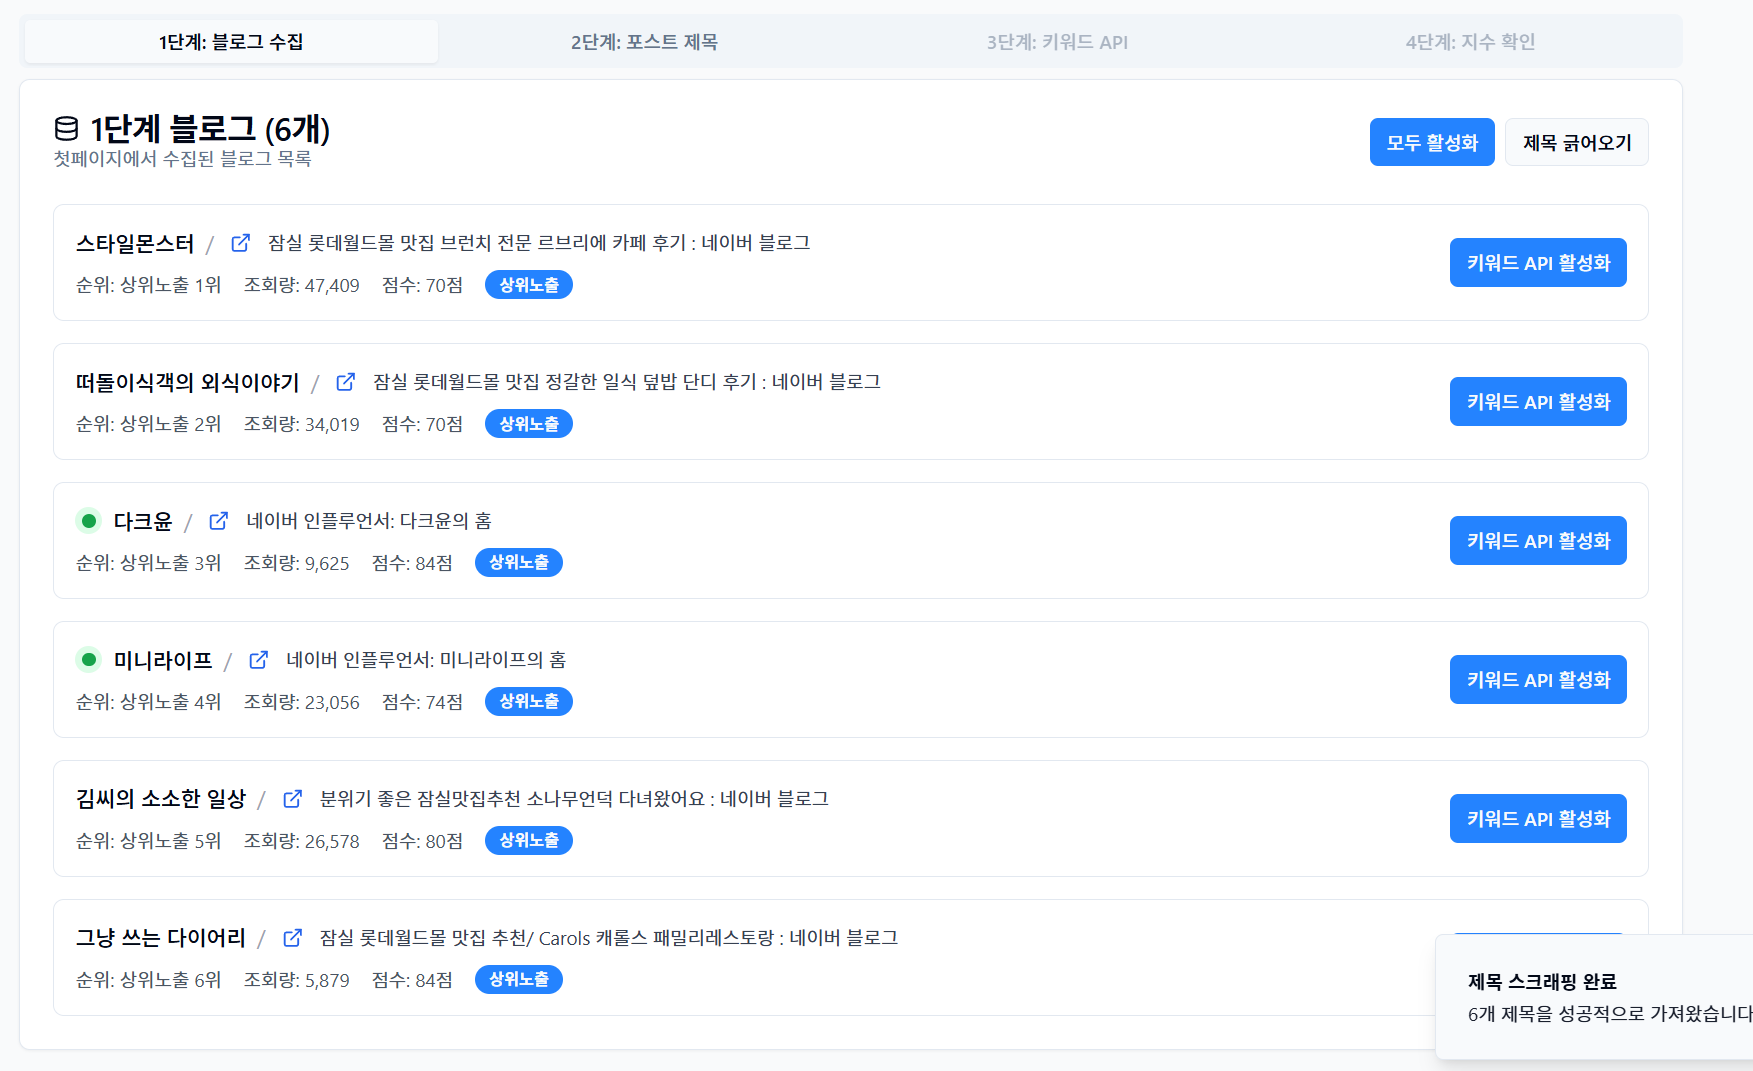 1단계: 블로그 수집
2단계: 포스트 제목
3단계: 키워드 API
4단계: 지수 확인
1단계 블로그 (6개)
첫페이지에서 수집된 블로그 목록
모두 활성화
제목 긁어오기
스타일몬스터 / 잠실 롯데월드몰 맛집 브런치 전문 르브리에 카페 후기 : 네이버 블로그
순위: 상위노출 1위 조회량: 47,409 점수: 70점 상위노출
키워드 API 활성화
떠돌이식객의 외식이야기 / 잠실 롯데월드몰 맛집 정갈한 일식 덮밥 단디 후기 : 네이버 블로그
순위: 상위노출 2위 조회량: 34,019 점수: 70점 상위노출
키워드 API 활성화
다크윤 / 네이버 인플루언서: 다크윤의 홈
순위: 상위노출 3위 조회량: 9,625 점수: 84점 상위노출
키워드 API 활성화
미니라이프 / 네이버 인플루언서: 미니라이프의 홈
순위: 상위노출 4위 조회량: 23,056 점수: 74점 상위노출
키워드 API 활성화
김씨의 소소한 일상 / 분위기 좋은 잠실맛집추천 소나무언덕 다녀왔어요 : 네이버 블로그
순위: 상위노출 5위 조회량: 26,578 점수: 80점 상위노출
키워드 API 활성화
그냥 쓰는 다이어리 / 잠실 롯데월드몰 맛집 추천/ Carols 캐롤스 패밀리레스토랑 : 네이버 블로그
순위: 상위노출 6위 조회량: 5,879 점수: 84점 상위노출
제목 스크래핑 완료
6개 제목을 성공적으로 가져왔습니다